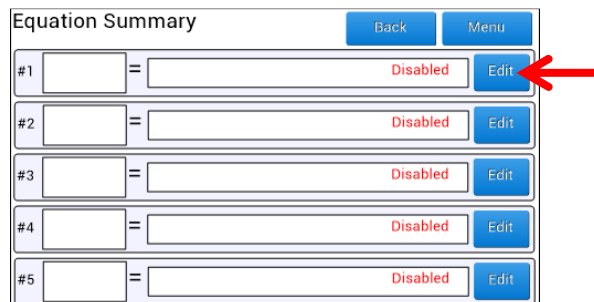 Equation Summary Back Menu
#1 = Disabled Edit
#2 = Disabled Edit
#3 = Disabled Edit
#4 = Disabled Edit
#5 = Disabled Edit